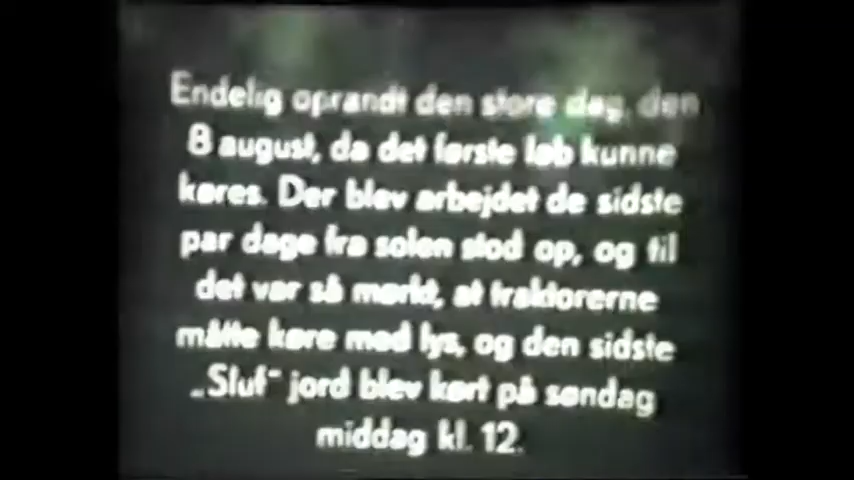 Endelig oprandt den store dag, den
8 august, da det første løb kunne
køres. Der blev arbejdet de sidste
par dage fra solen stod op, og til
det var så mørkt, at traktorerne
måtte køre med lys, og den sidste
„Sluf" jord blev kørt på søndag
middag kl. 12.